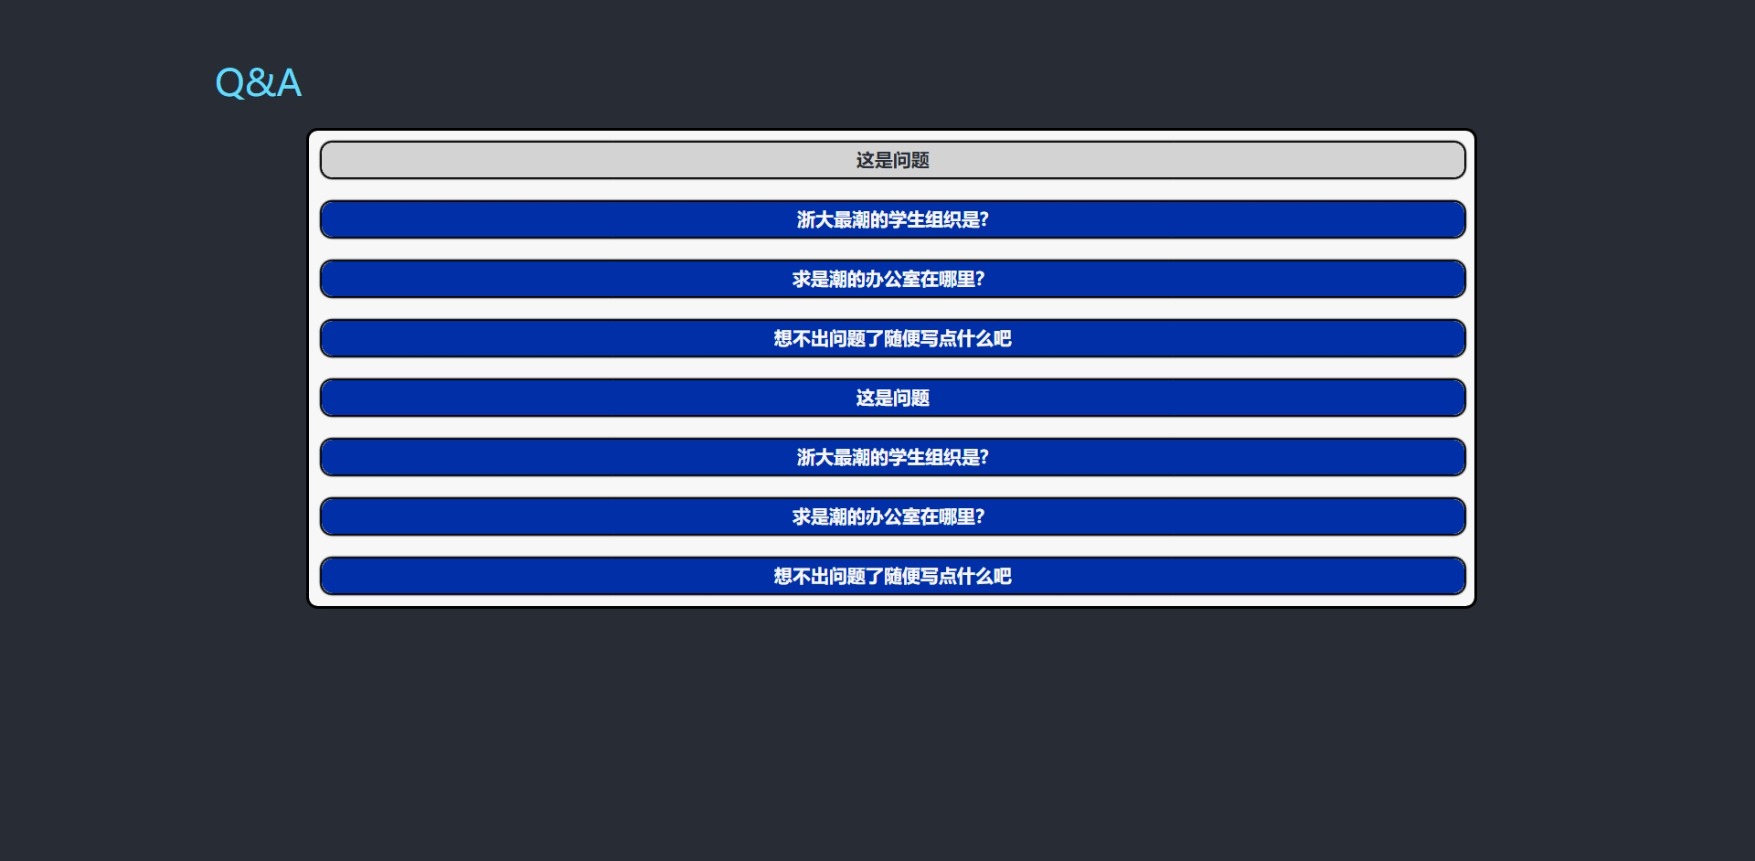 Q&A
这是问题
浙大最潮的学生组织是?
求是潮的办公室在哪里?
想不出问题了随便写点什么吧
这是问题
浙大最潮的学生组织是?
求是潮的办公室在哪里?
想不出问题了随便写点什么吧